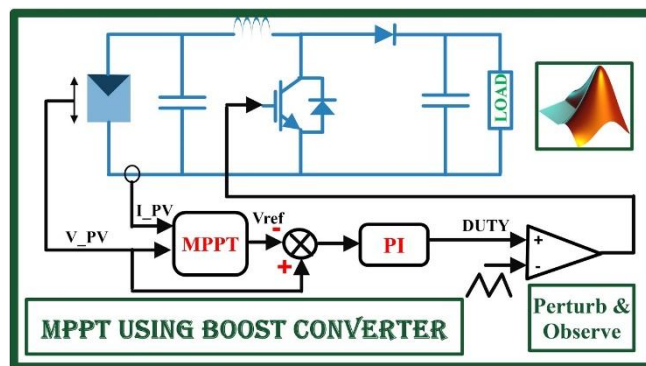 LOAD
I_PV
V_PV
MPPT
Vref
-
+
PI
DUTY
+
-
MPPT USING BOOST CONVERTER
Perturb &
Observe